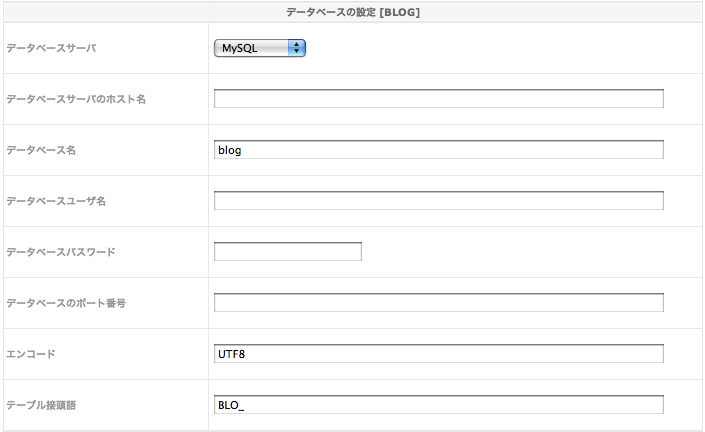 データベースの設定 [BLOG]
データベースサーバ
MySQL
データベースサーバのホスト名
データベース名
blog
データベースユーザ名
データベースパスワード
データベースのポート番号
エンコード
UTF8
テーブル接頭語
BLO_